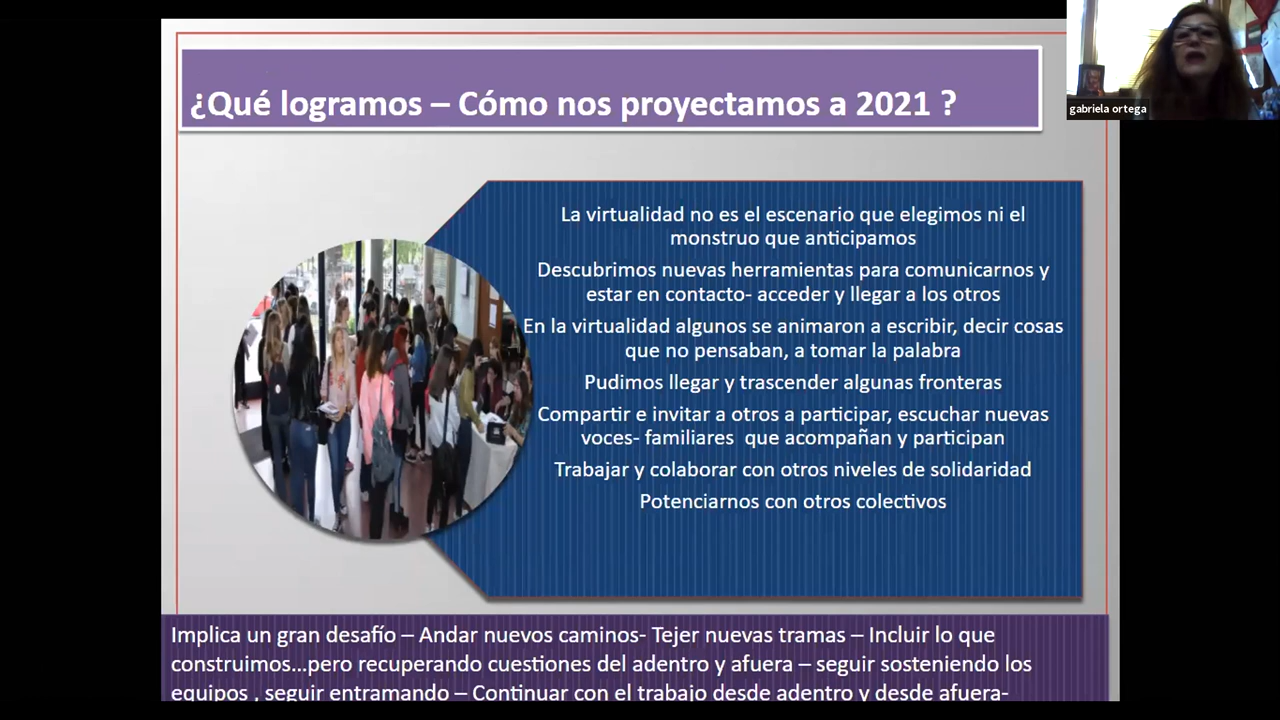 ¿Qué logramos – Cómo nos proyectamos a 2021 ?
gabriela ortega
La virtualidad no es el escenario que elegimos ni el
monstruo que anticipamos
Descubrimos nuevas herramientas para comunicarnos y
estar en contacto- acceder y llegar a los otros
En la virtualidad algunos se animaron a escribir, decir cosas
que no pensaban, a tomar la palabra
Pudimos llegar y trascender algunas fronteras
Compartir e invitar a otros a participar, escuchar nuevas
voces- familiares  que acompañan y participan
Trabajar y colaborar con otros niveles de solidaridad
Potenciarnos con otros colectivos
Implica un gran desafío – Andar nuevos caminos- Tejer nuevas tramas – Incluir lo que
construimos...pero recuperando cuestiones del adentro y afuera – seguir sosteniendo los
equipos , seguir entramando – Continuar con el trabajo desde adentro y desde afuera-